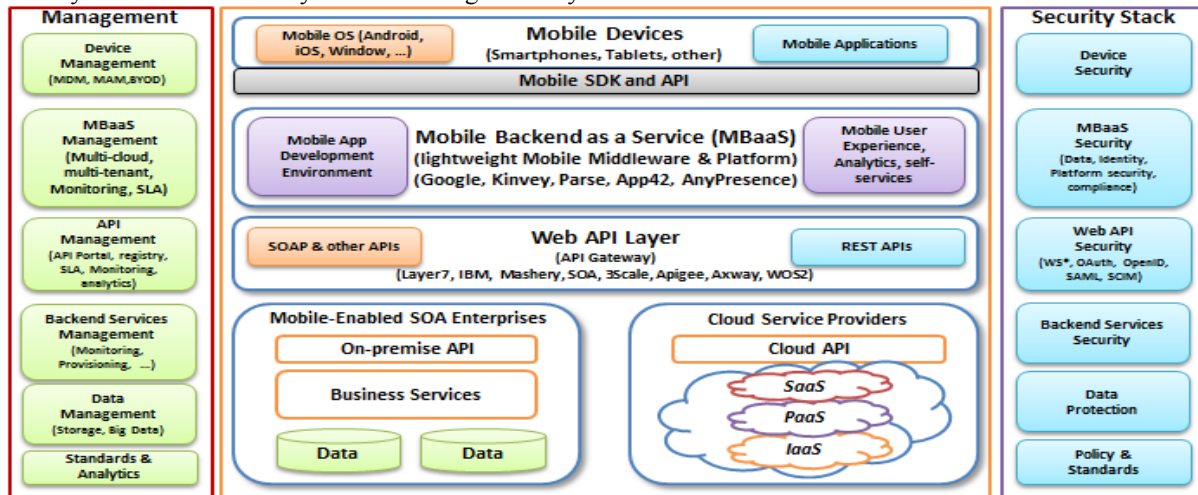 Management
Device
Management
(MDM, MAM,BYOD)
MBaaS
Management
(Multi-cloud,
multi-tenant,
Monitoring, SLA)
API
Management
(API Portal, registry,
SLA, Monitoring,
analytics)
Backend Services
Management
(Monitoring,
Provisioning, ...)
Data
Management
(Storage, Big Data)
Standards &
Analytics
Mobile OS (Android,
iOS, Window, ...)
Mobile Devices
(Smartphones, Tablets, other)
Mobile Applications
Mobile SDK and API
Mobile App
Development
Environment
Mobile Backend as a Service (MBaaS)
(lightweight Mobile Middleware & Platform)
(Google, Kinvey, Parse, App42, AnyPresence)
Mobile User
Experience,
Analytics, self-
services
SOAP & other APIs
Web API Layer
(API Gateway)
(Layer7, IBM, Mashery, SOA, 3Scale, Apigee, Axway, WOS2)
REST APIs
Mobile-Enabled SOA Enterprises
On-premise API
Business Services
Data
Data
Cloud Service Providers
Cloud API
SaaS
PaaS
IaaS
Security Stack
Device
Security
MBaaS
Security
(Data, Identity,
Platform security,
compliance)
Web API
Security
(WS*, OAuth, OpenID,
SAML, SCIM)
Backend Services
Security
Data
Protection
Policy &
Standards